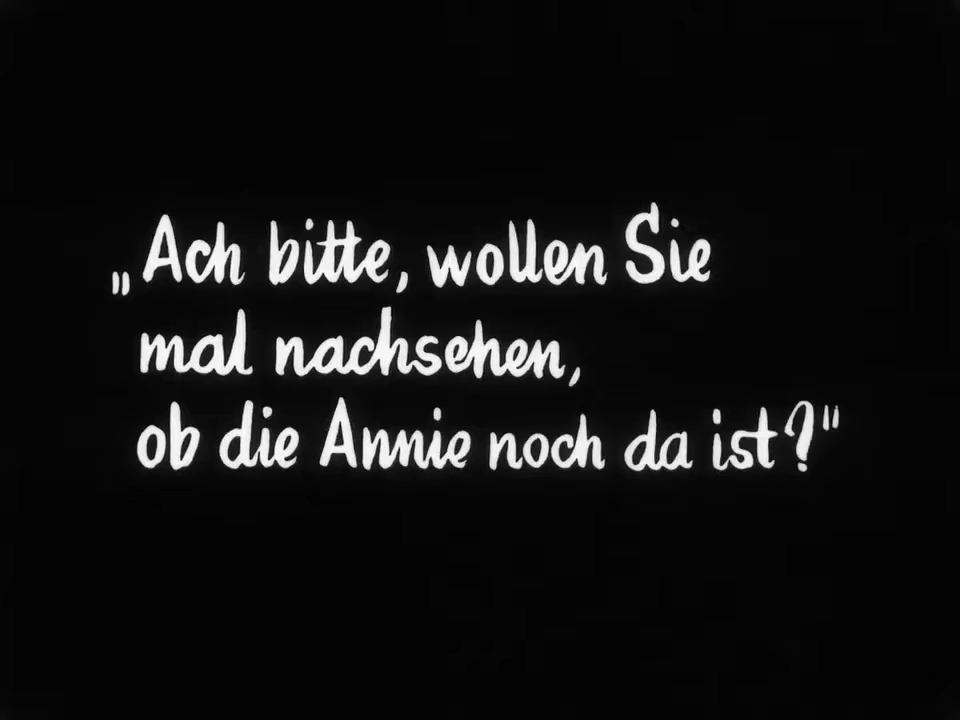 „Ach bitte, wollen Sie
mal nachsehen,
ob die Annie noch da ist?"